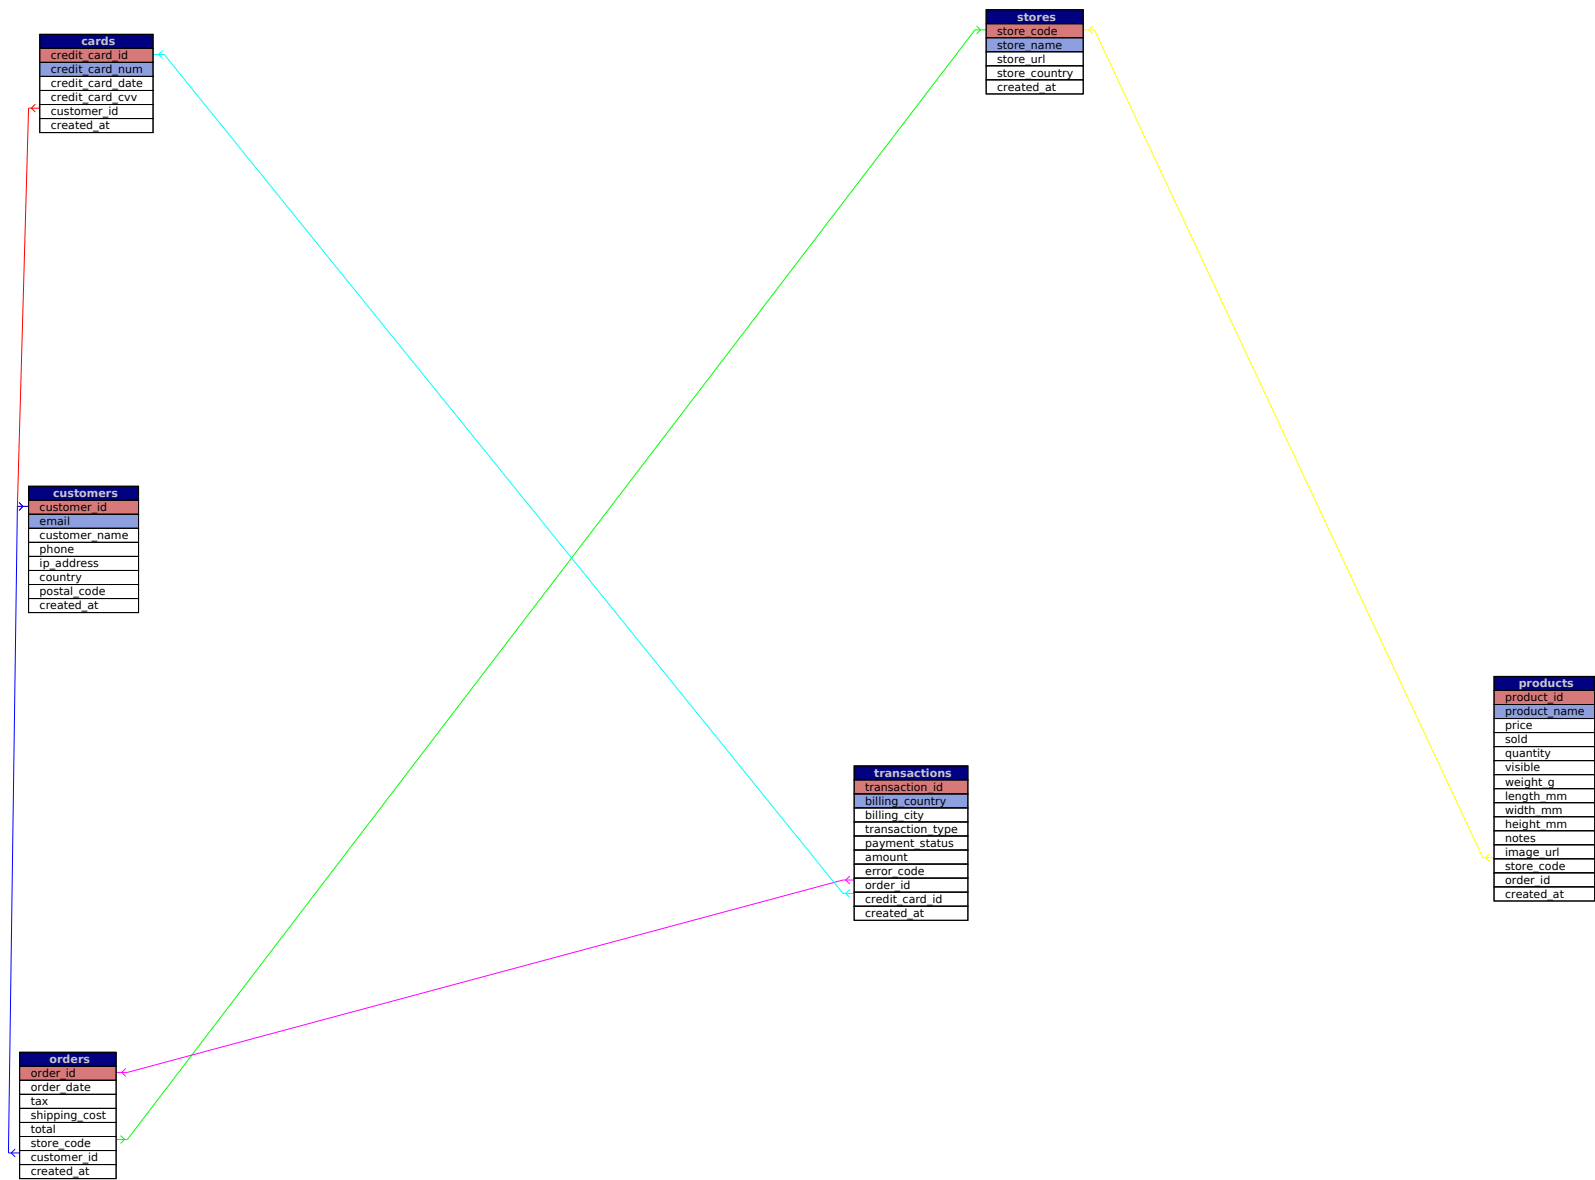 cards
credit_card_id
credit_card_num
credit_card_date
credit_card_cvv
customer_id
created_at
stores
store_code
store_name
store_url
store_country
created_at
customers
customer_id
email
customer_name
phone
ip_address
country
postal_code
created_at
products
product_id
product_name
price
sold
quantity
visible
weight_g
length_mm
width_mm
height_mm
notes
image_url
store_code
order_id
created_at
transactions
transaction_id
billing_country
billing_city
transaction_type
payment_status
amount
error_code
order_id
credit_card_id
created_at
orders
order_id
order_date
tax
shipping_cost
total
store_code
customer_id
created_at